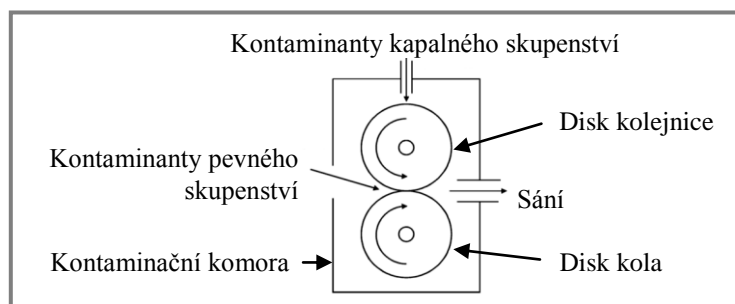 Kontaminanty kapalného skupenství
Disk kolejnice
Kontaminanty pevného
skupenství
Sání
Kontaminační komora
Disk kola